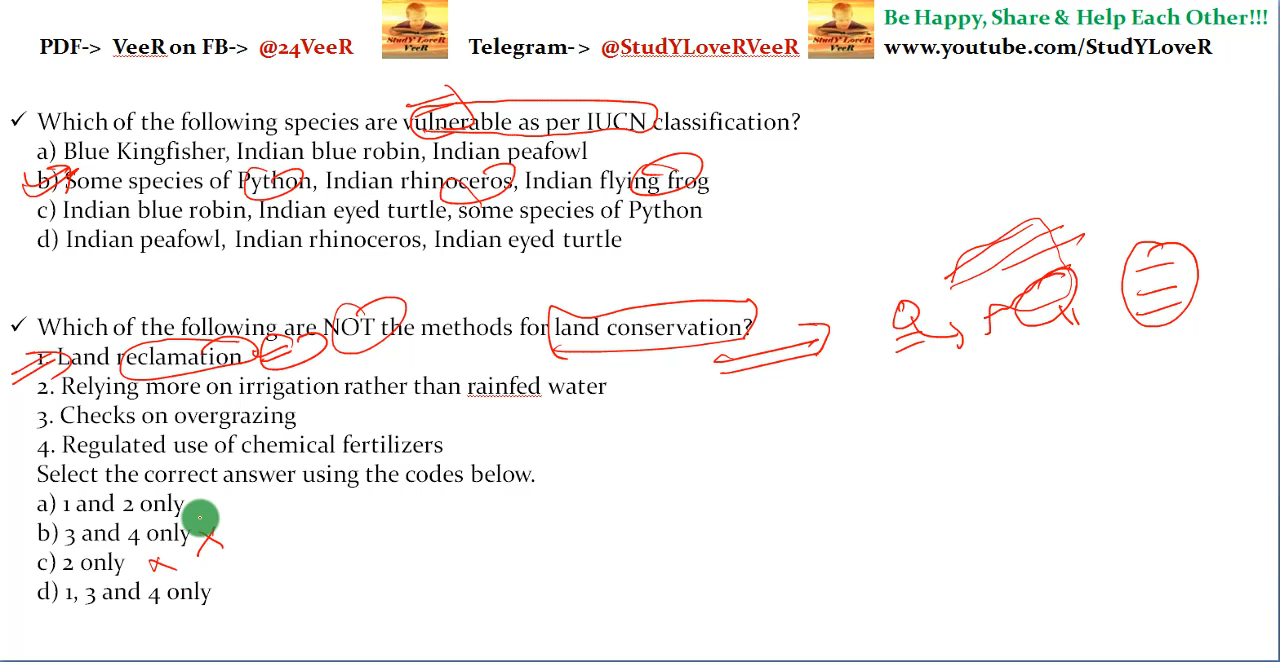 Be Happy, Share & Help Each Other!!!
PDF-> VeeR on FB-> @24VeeR Telegram-> @StudYLoveRVeeR www.youtube.com/StudYLoveR
StudY LoveR
VeeR
StudY LoveR
VeeR
✓ Which of the following species are vulnerable as per IUCN classification?
a) Blue Kingfisher, Indian blue robin, Indian peafowl
b) Some species of Python, Indian rhinoceros, Indian flying frog
c) Indian blue robin, Indian eyed turtle, some species of Python
d) Indian peafowl, Indian rhinoceros, Indian eyed turtle
✓ Which of the following are NOT the methods for land conservation?
1. Land reclamation
2. Relying more on irrigation rather than rainfed water
3. Checks on overgrazing
4. Regulated use of chemical fertilizers
Select the correct answer using the codes below.
a) 1 and 2 only
b) 3 and 4 only
c) 2 only
d) 1, 3 and 4 only